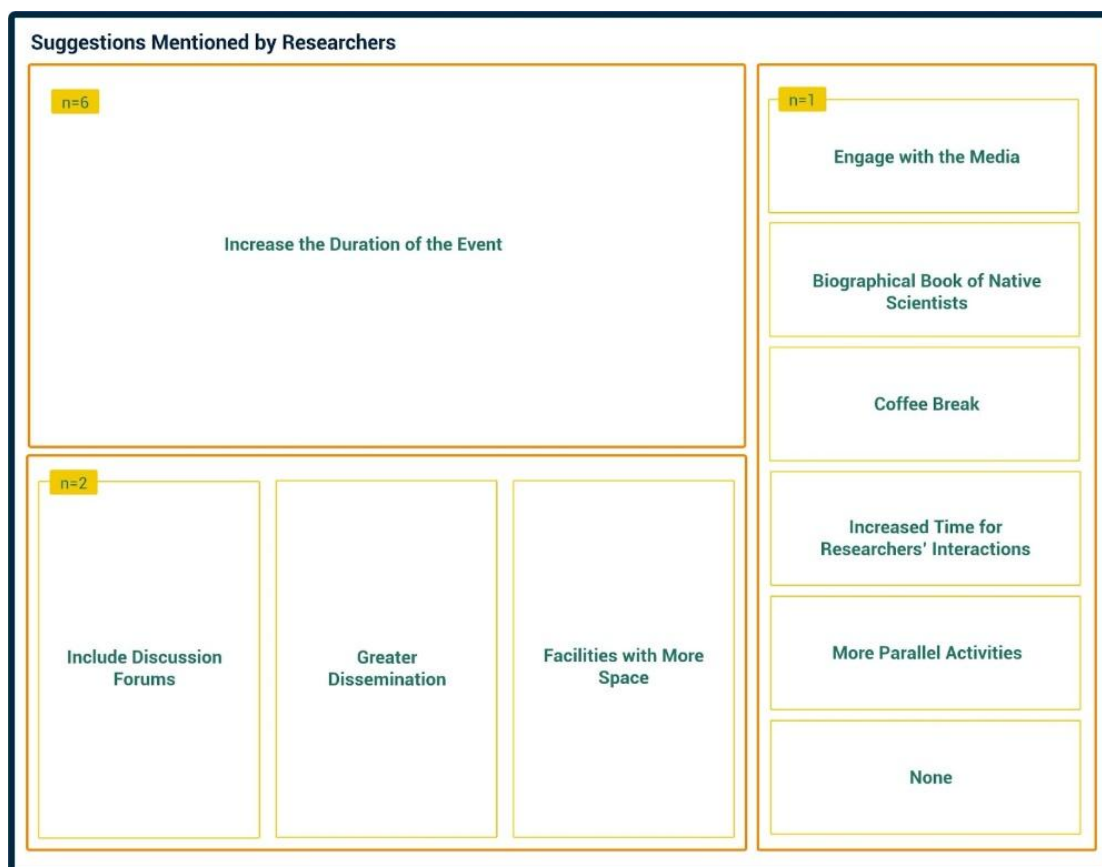 Suggestions Mentioned by Researchers
n=6
Increase the Duration of the Event
n=2
Include Discussion
Forums
Greater
Dissemination
Facilities with More
Space
n=1
Engage with the Media
Biographical Book of Native
Scientists
Coffee Break
Increased Time for
Researchers' Interactions
More Parallel Activities
None